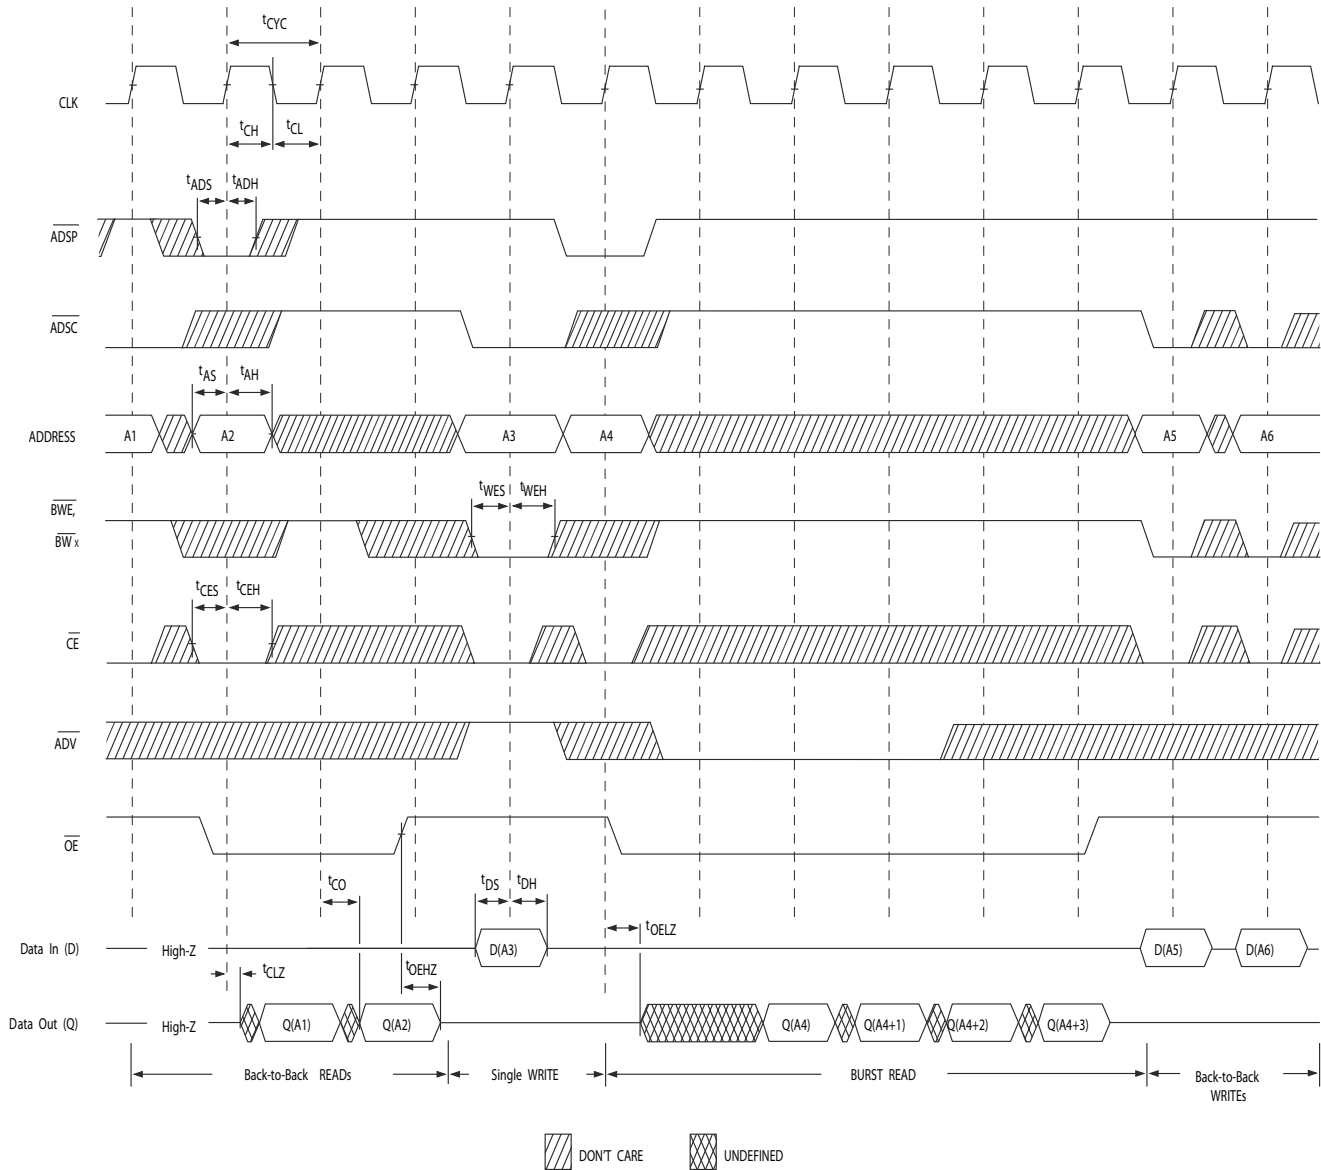 tCYC
CLK
tCH tCL
tADS tADH
ADSP
ADSC
tAS tAH
ADDRESS A1 A2 A3 A4 A5 A6
tWES tWEH
BWE,
BW x
tCES tCEH
CE
ADV
OE
tCO tDS tDH
tOELZ
Data In (D) High-Z D(A3) D(A5) D(A6)
tCLZ tOEHZ
Data Out (Q) High-Z Q(A1) Q(A2) Q(A4) Q(A4+1) Q(A4+2) Q(A4+3)
Back-to-Back READs Single WRITE BURST READ Back-to-Back
WRITEs
DON'T CARE UNDEFINED